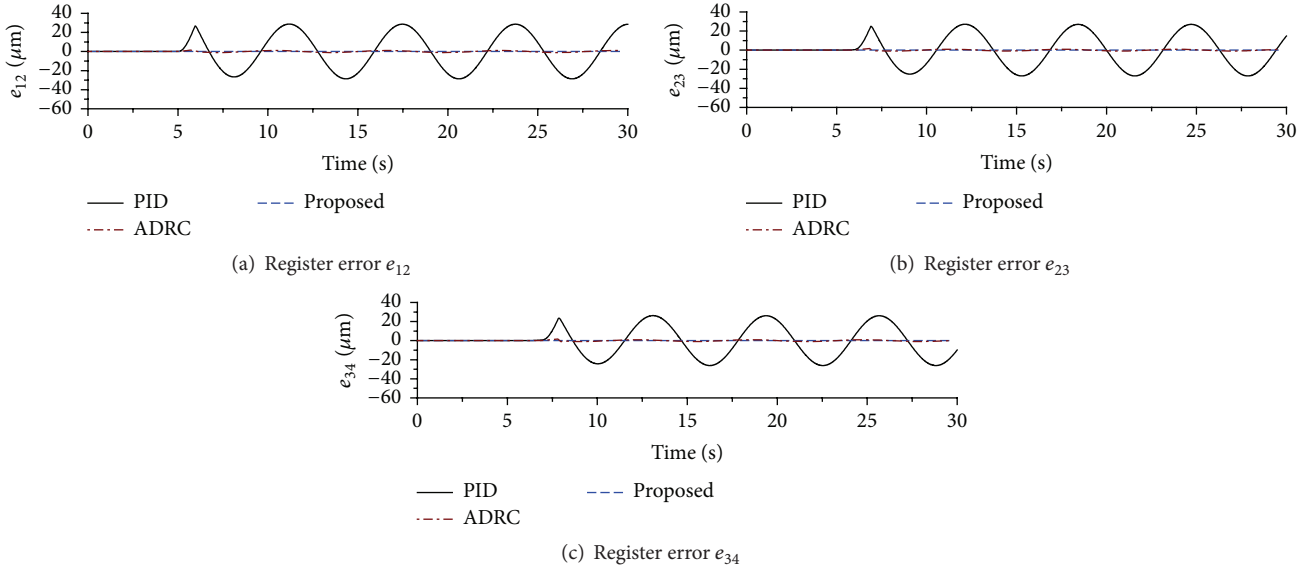 40
20
0
−20
−40
−60
e12 (μm)
0 5 10 15 20 25 30
Time (s)
PID
ADRC
Proposed
(a) Register error e12
40
20
0
−20
−40
−60
e23 (μm)
0 5 10 15 20 25 30
Time (s)
PID
ADRC
Proposed
(b) Register error e23
40
20
0
−20
−40
−60
e34 (μm)
0 5 10 15 20 25 30
Time (s)
PID
ADRC
Proposed
(c) Register error e34